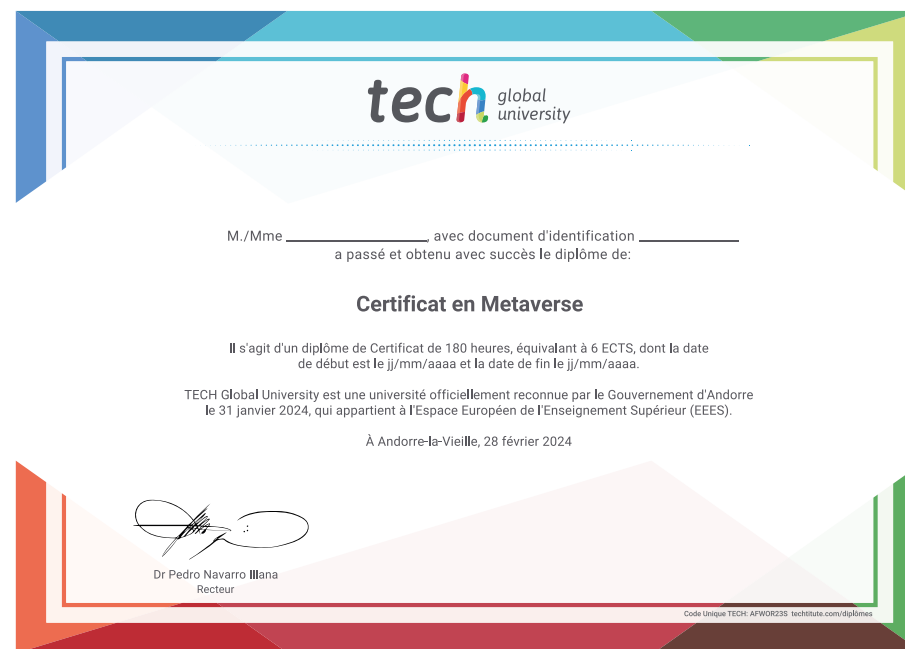 tech global university
M./Mme ____________________, avec document d'identification ______________
a passé et obtenu avec succès le diplôme de:
Certificat en Metaverse
Il s'agit d'un diplôme de Certificat de 180 heures, équivalant à 6 ECTS, dont la date
de début est le jj/mm/aaaa et la date de fin le jj/mm/aaaa.
TECH Global University est une université officiellement reconnue par le Gouvernement d'Andorre
le 31 janvier 2024, qui appartient à l'Espace Européen de l'Enseignement Supérieur (EEES).
À Andorre-la-Vieille, 28 février 2024
Dr Pedro Navarro Illana
Recteur
Code Unique TECH: AFWOR23S techtitute.com/diplômes